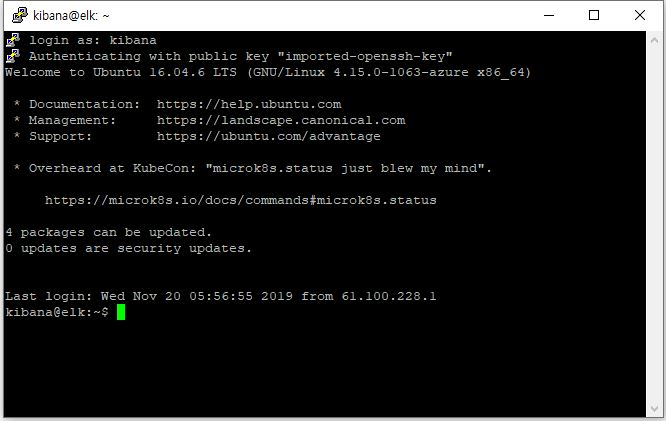 kibana@elk: ~
login as: kibana
Authenticating with public key "imported-openssh-key"
Welcome to Ubuntu 16.04.6 LTS (GNU/Linux 4.15.0-1063-azure x86_64)
* Documentation:  https://help.ubuntu.com
* Management:     https://landscape.canonical.com
* Support:        https://ubuntu.com/advantage
* Overheard at KubeCon: "microk8s.status just blew my mind".
https://microk8s.io/docs/commands#microk8s.status
4 packages can be updated.
0 updates are security updates.
Last login: Wed Nov 20 05:56:55 2019 from 61.100.228.1
kibana@elk:~$